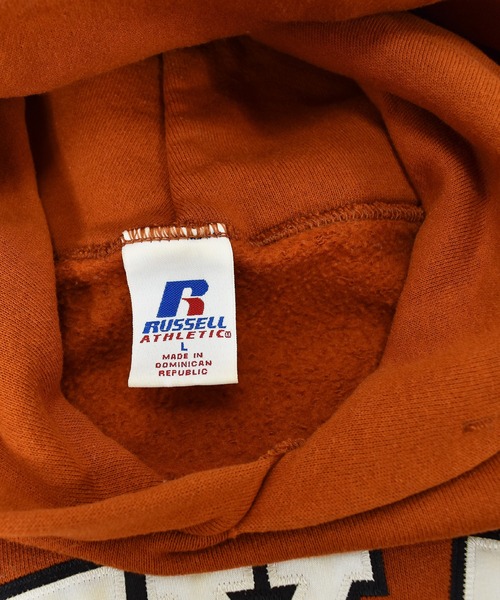 R
RUSSELL
ATHLETIC®
L
MADE IN
DOMINICAN
REPUBLIC